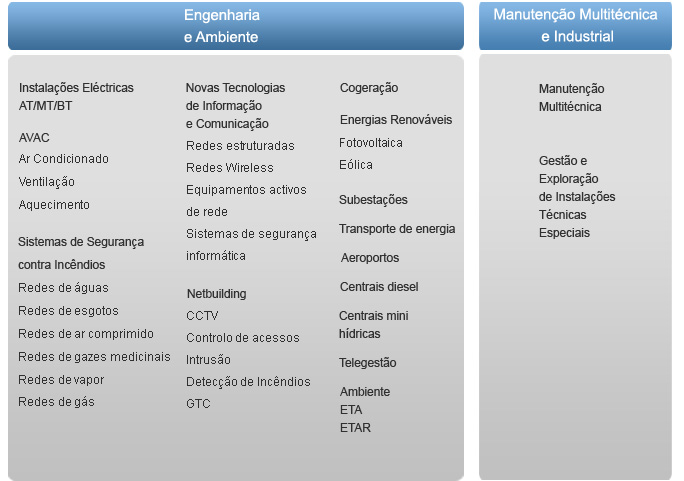 Engenharia
e Ambiente
Instalações Eléctricas
AT/MT/BT
AVAC
Ar Condicionado
Ventilação
Aquecimento
Sistemas de Segurança
contra Incêndios
Redes de águas
Redes de esgotos
Redes de ar comprimido
Redes de gazes medicinais
Redes de vapor
Redes de gás
Novas Tecnologias
de Informação
e Comunicação
Redes estruturadas
Redes Wireless
Equipamentos activos
de rede
Sistemas de segurança
informática
Netbuilding
CCTV
Controlo de acessos
Intrusão
Detecção de Incêndios
GTC
Cogeração
Energias Renováveis
Fotovoltaica
Eólica
Subestações
Transporte de energia
Aeroportos
Centrais diesel
Centrais mini
hídricas
Telegestão
Ambiente
ETA
ETAR
Manutenção Multitécnica
e Industrial
Manutenção
Multitécnica
Gestão e
Exploração
de Instalações
Técnicas
Especiais